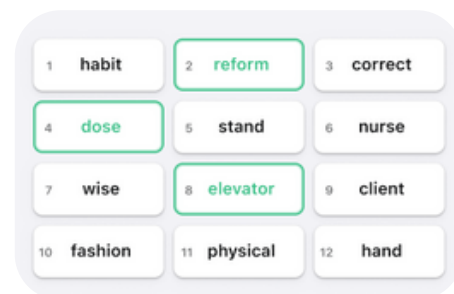 1 habit 2 reform 3 correct
4 dose 5 stand 6 nurse
7 wise 8 elevator 9 client
10 fashion 11 physical 12 hand